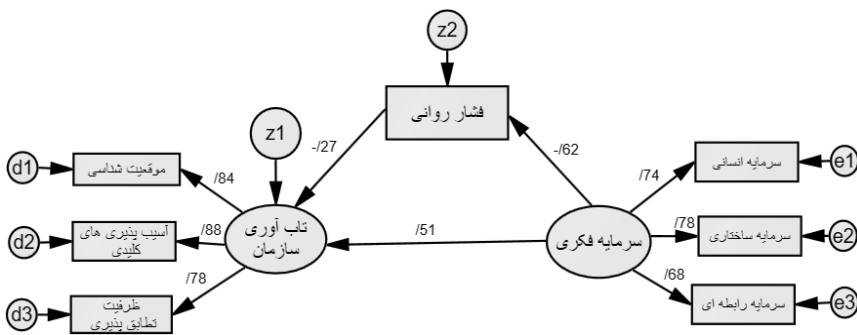 z2
فشار روانی
z1
-/27
-/62
d1
موقعیت شناسی
/84
/74
سرمایه انسانی
e1
d2
آسیب پذیری های
کلیدی
/88
تاب آوری
سازمان
/51
سرمایه فکری
/78
سرمایه ساختاری
e2
/78
/68
d3
ظرفیت
تطابق پذیری
سرمایه رابطه ای
e3